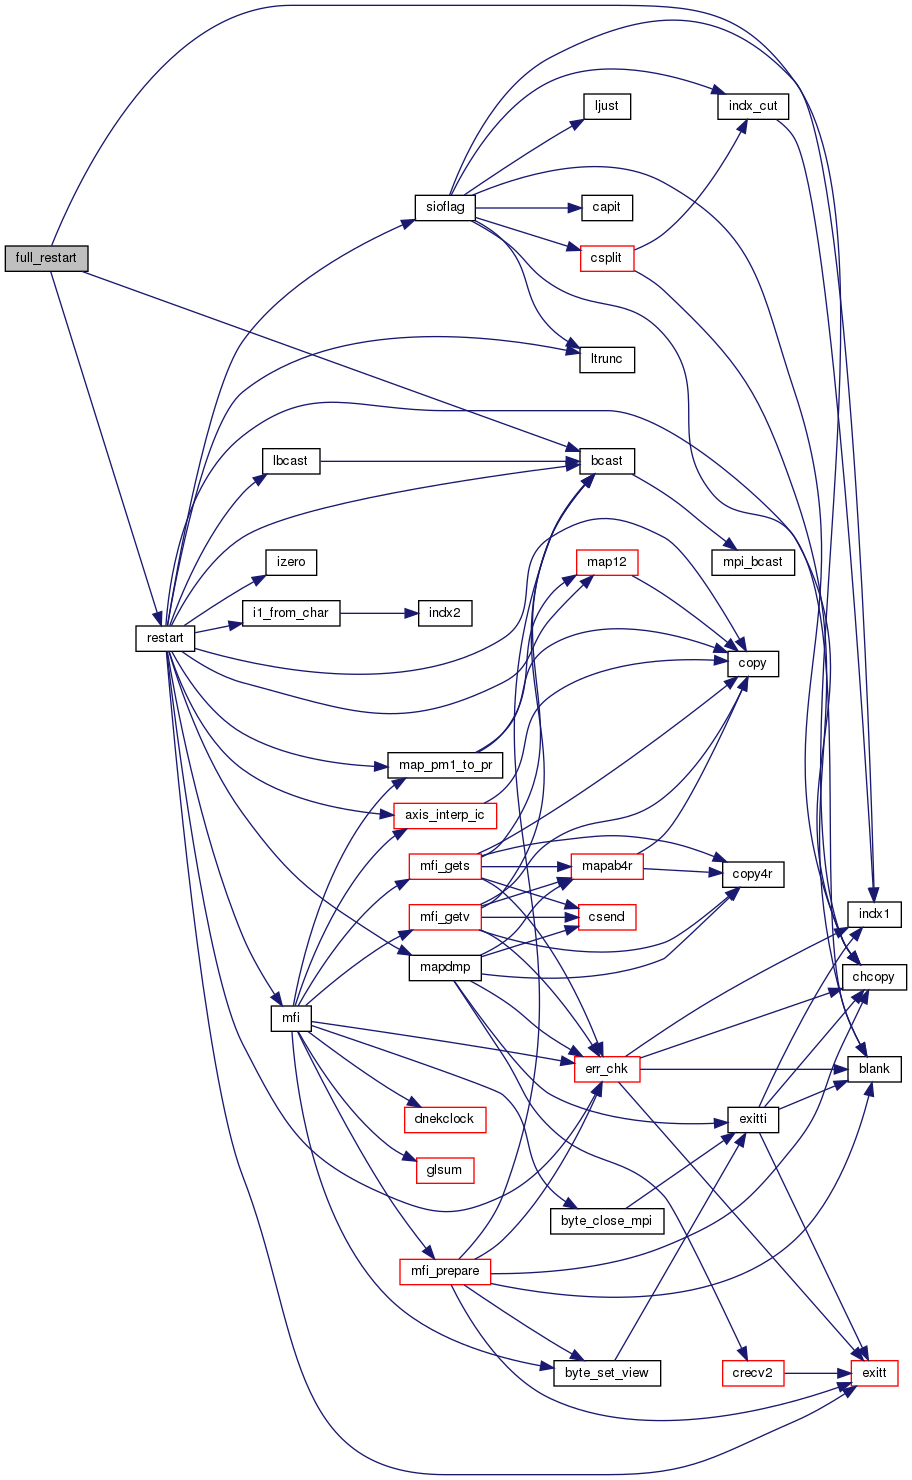 ljust
indx_cut
sioflag
capit
full_restart
csplit
ltrunc
lbcast
bcast
izero
map12
mpi_bcast
i1_from_char
indx2
restart
copy
map_pm1_to_pr
axis_interp_ic
mfi_gets
mapab4r
copy4r
mfi_getv
csend
indx1
mapdmp
chcopy
mfi
err_chk
blank
dnekclock
exitti
glsum
byte_close_mpi
mfi_prepare
byte_set_view
crecv2
exitt